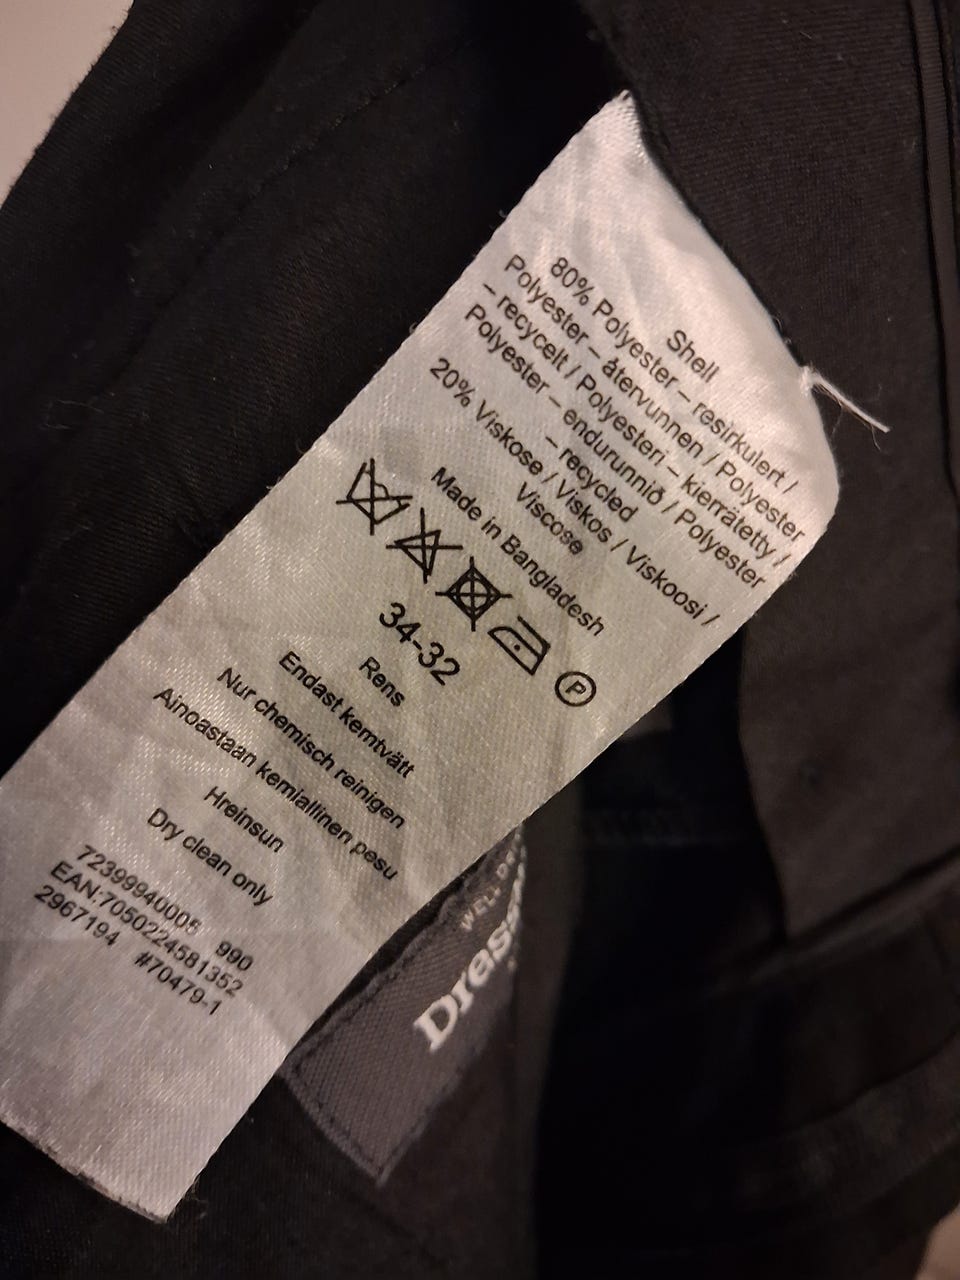 Shell
80% Polyester – resirkulert /
Polyester – återvunnen / Polyester
– recycelt / Polyesteri – kierrätetty /
Polyester – endurunnið / Polyester
– recycled
20% Viskose / Viskos / Viskoosi /
Viscose
Made in Bangladesh
P
34-32
Rens
Endast kemtvätt
Nur chemisch reinigen
Ainoastaan kemiallinen pesu
Hreinsun
Dry clean only
72399940005 990
EAN:7050224581352
2967194 #70479-1
WELL